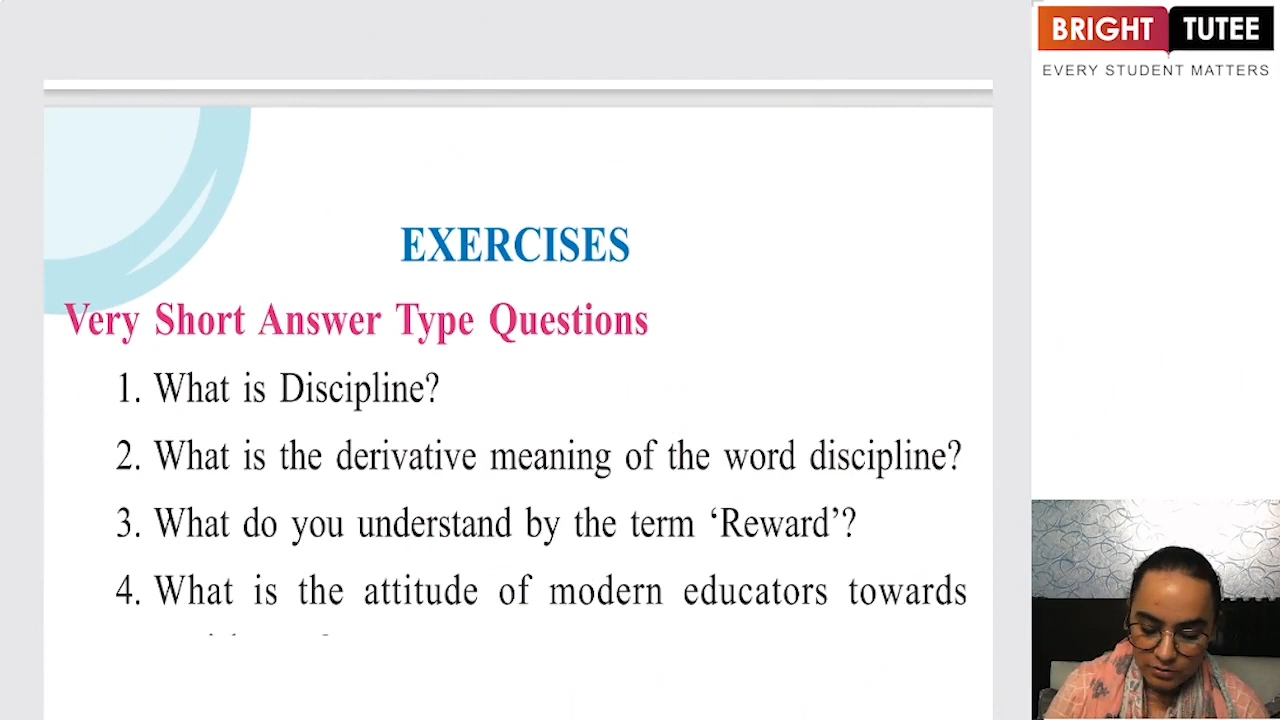 BRIGHT TUTEE
EVERY STUDENT MATTERS
EXERCISES
Very Short Answer Type Questions
1. What is Discipline?
2. What is the derivative meaning of the word discipline?
3. What do you understand by the term ‘Reward’?
4. What is the attitude of modern educators towards